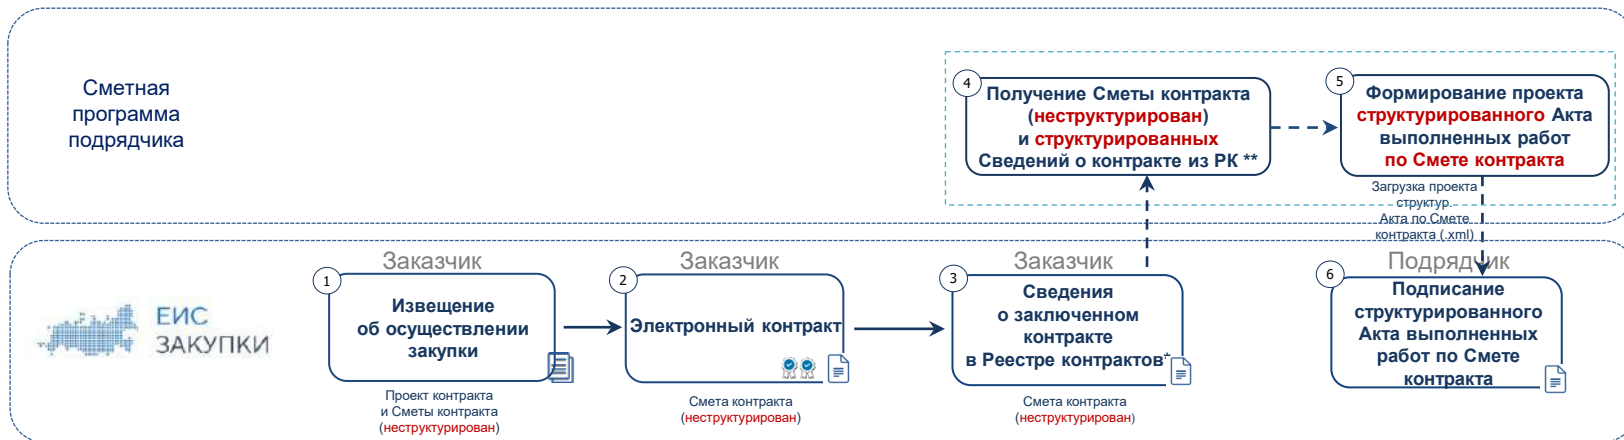 Сметная
программа
подрядчика
4
Получение Сметы контракта
(неструктурирован)
и структурированных
Сведений о контракте из РК **
5
Формирование проекта
структурированного Акта
выполненных работ
по Смете контракта
Загрузка проекта
структур.
Акта по Смете
контракта (.xml)
ЕИС
ЗАКУПКИ
Заказчик
1
Извещение
об осуществлении
закупки
Проект контракта
и Сметы контракта
(неструктурирован)
Заказчик
2
Электронный контракт
Смета контракта
(неструктурирован)
Заказчик
3
Сведения
о заключенном
контракте
в Реестре контрактов*
Смета контракта
(неструктурирован)
Подрядчик
6
Подписание
структурированного
Акта выполненных
работ по Смете
контракта